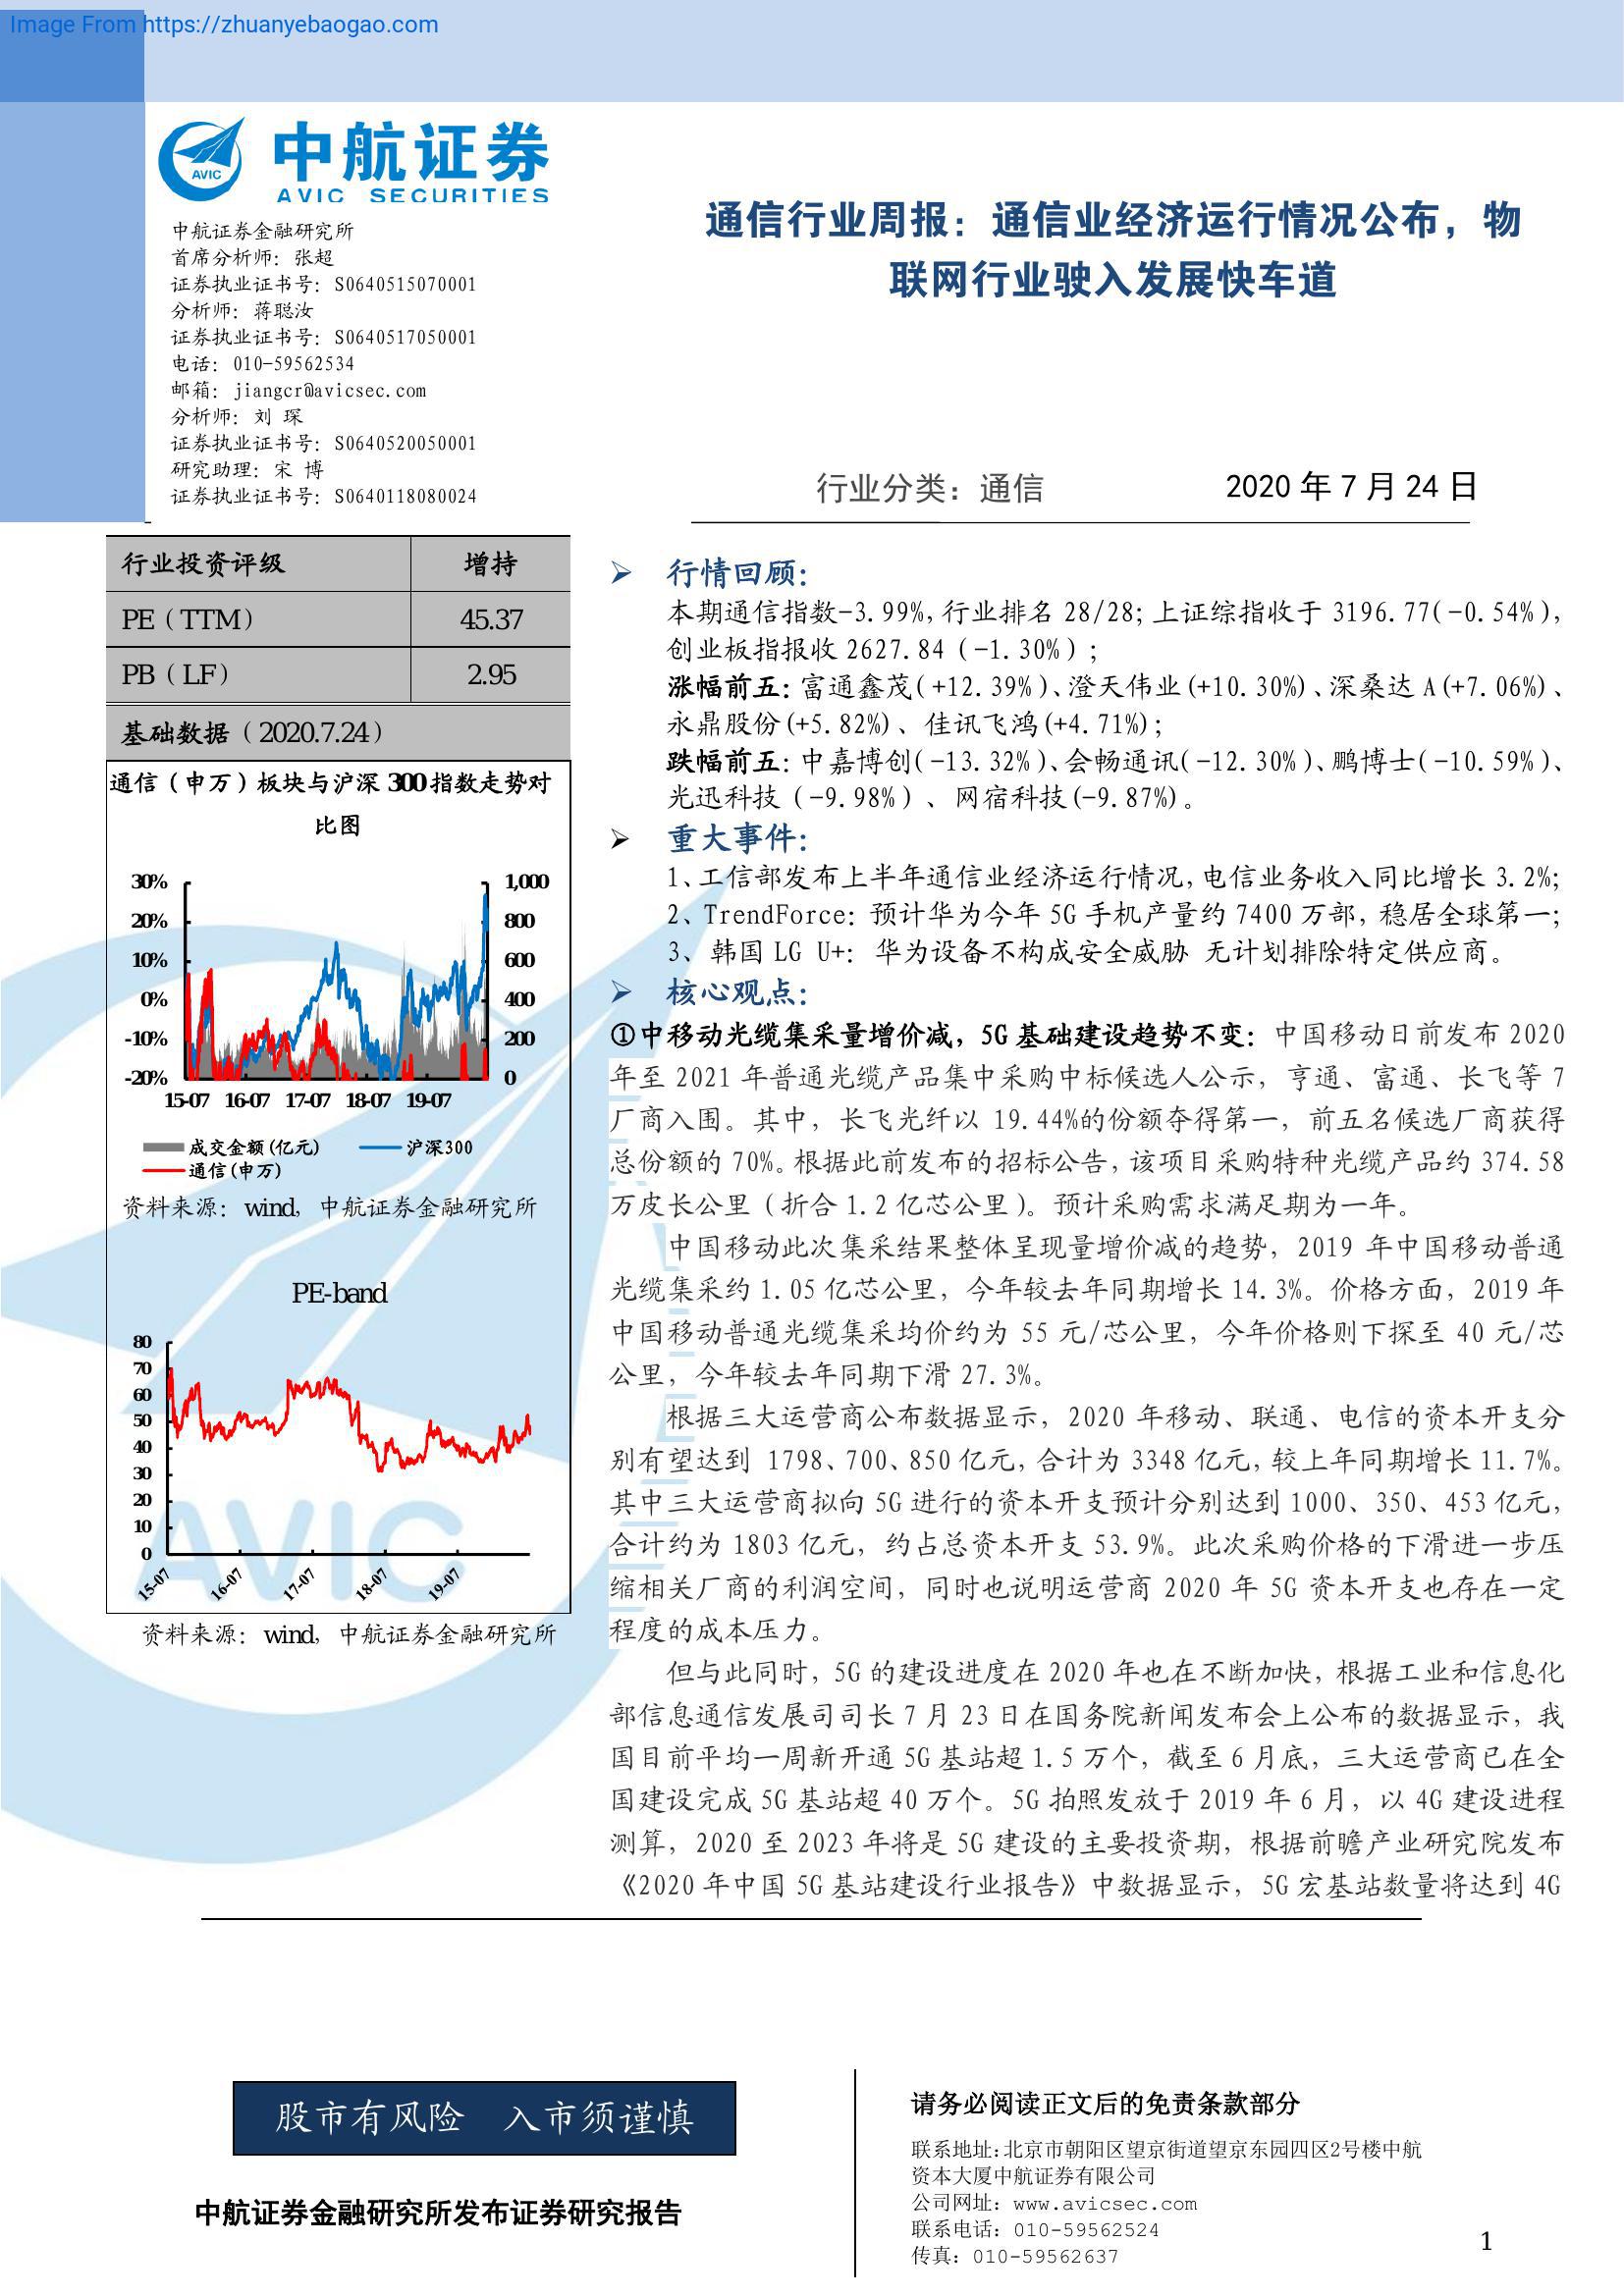 Image From https://zhuanyebaogao.com
AVIC
中航证券
AVIC SECURITIES
中航证券金融研究所
首席分析师：张超
证券执业证书号：S0640515070001
分析师：蒋聪汝
证券执业证书号：S0640517050001
电话：010-59562534
邮箱：jiangcr@avicsec.com
分析师：刘 琛
证券执业证书号：S0640520050001
研究助理：宋 博
证券执业证书号：S0640118080024
通信行业周报：通信业经济运行情况公布，物
联网行业驶入发展快车道
行业分类：通信 2020 年 7 月 24 日
行业投资评级 增持
PE（TTM） 45.37
PB（LF） 2.95
基础数据（2020.7.24）
通信（申万）板块与沪深 300 指数走势对
比图
30% 1,000
20% 800
10% 600
0% 400
-10% 200
-20% 0
15-07 16-07 17-07 18-07 19-07
成交金额(亿元) 沪深300
通信(申万)
资料来源：wind，中航证券金融研究所
PE-band
80
70
60
50
40
30
20
10
0
15-07 16-07 17-07 18-07 19-07
AVIC
资料来源：wind，中航证券金融研究所
行情回顾：
本期通信指数-3.99%,行业排名 28/28;上证综指收于 3196.77(-0.54%),
创业板指报收 2627.84（-1.30%）;
涨幅前五：富通鑫茂(+12.39%)、澄天伟业(+10.30%)、深桑达 A(+7.06%)、
永鼎股份(+5.82%)、佳讯飞鸿(+4.71%);
跌幅前五：中嘉博创(-13.32%)、会畅通讯(-12.30%)、鹏博士(-10.59%)、
光迅科技（-9.98%）、网宿科技(-9.87%)。
重大事件：
1、工信部发布上半年通信业经济运行情况,电信业务收入同比增长 3.2%;
2、TrendForce：预计华为今年 5G 手机产量约 7400 万部，稳居全球第一;
3、韩国 LG U+：华为设备不构成安全威胁 无计划排除特定供应商。
核心观点：
①中移动光缆集采量增价减，5G 基础建设趋势不变：中国移动日前发布 2020
年至 2021 年普通光缆产品集中采购中标候选人公示，亨通、富通、长飞等 7
厂商入围。其中，长飞光纤以 19.44%的份额夺得第一，前五名候选厂商获得
总份额的 70%。根据此前发布的招标公告，该项目采购特种光缆产品约 374.58
万皮长公里（折合 1.2 亿芯公里）。预计采购需求满足期为一年。
中国移动此次集采结果整体呈现量增价减的趋势，2019 年中国移动普通
光缆集采约 1.05 亿芯公里，今年较去年同期增长 14.3%。价格方面，2019 年
中国移动普通光缆集采均价约为 55 元/芯公里，今年价格则下探至 40 元/芯
公里，今年较去年同期下滑 27.3%。
根据三大运营商公布数据显示，2020 年移动、联通、电信的资本开支分
别有望达到 1798、700、850 亿元,合计为 3348 亿元,较上年同期增长 11.7%。
其中三大运营商拟向 5G 进行的资本开支预计分别达到 1000、350、453 亿元，
合计约为 1803 亿元，约占总资本开支 53.9%。此次采购价格的下滑进一步压
缩相关厂商的利润空间，同时也说明运营商 2020 年 5G 资本开支也存在一定
程度的成本压力。
但与此同时，5G 的建设进度在 2020 年也在不断加快，根据工业和信息化
部信息通信发展司司长 7 月 23 日在国务院新闻发布会上公布的数据显示，我
国目前平均一周新开通 5G 基站超 1.5 万个，截至 6 月底，三大运营商已在全
国建设完成 5G 基站超 40 万个。5G 拍照发放于 2019 年 6 月，以 4G 建设进程
测算，2020 至 2023 年将是 5G 建设的主要投资期，根据前瞻产业研究院发布
《2020 年中国 5G 基站建设行业报告》中数据显示，5G 宏基站数量将达到 4G
股市有风险 入市须谨慎
中航证券金融研究所发布证券研究报告
请务必阅读正文后的免责条款部分
联系地址:北京市朝阳区望京街道望京东园四区2号楼中航
资本大厦中航证券有限公司
公司网址：www.avicsec.com
联系电话：010-59562524
传真：010-59562637
1